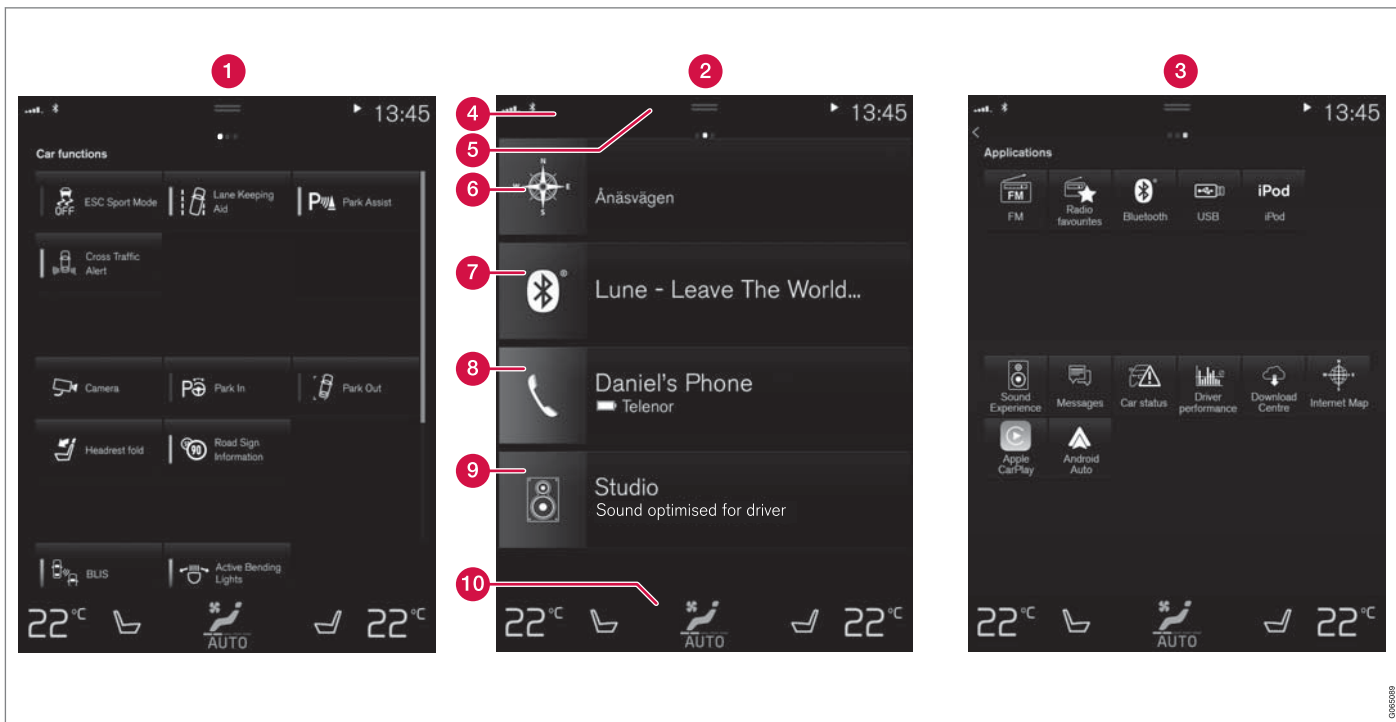 1
2
3
13:45
Car functions
ESC Sport Mode
OFF
Lane Keeping
Aid
P Park Assist
Cross Traffic
Alert
Camera
P Park In
Park Out
Headrest fold
90
Road Sign
Information
BLIS
Active Bending
Lights
22°C
AUTO
22°C
4
5
6
7
8
9
10
13:45
N
W
E
S
Ånäsvägen
®
Lune - Leave The World...
Daniel's Phone
Telenor
Studio
Sound optimised for driver
22°C
AUTO
22°C
13:45
<
Applications
FM
FM
Radio
favourites
Bluetooth
USB
iPod
iPod
Sound
Experience
Messages
Car status
Driver
performance
Download
Centre
Internet Map
Apple
CarPlay
Android
Auto
22°C
AUTO
22°C
G065089